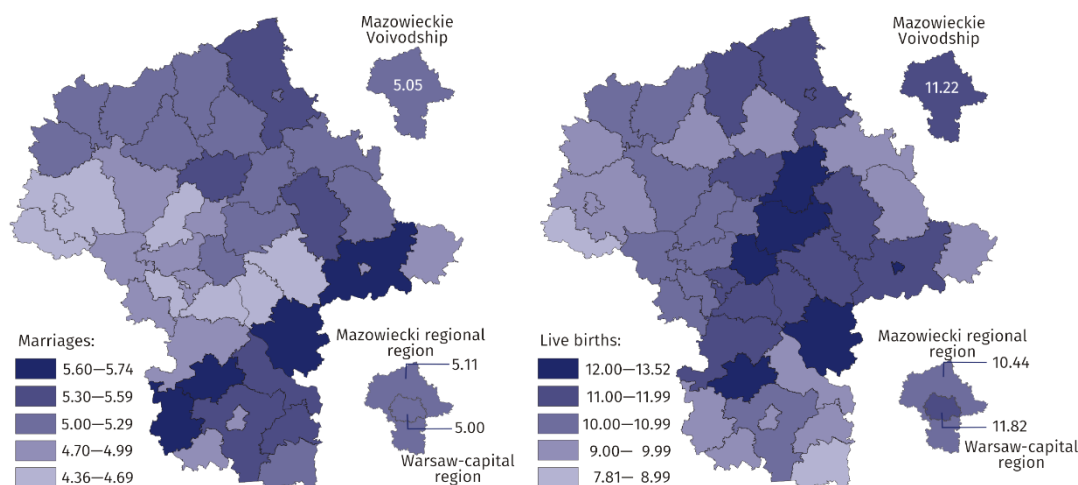 Mazowieckie
Voivodship
5.05
Marriages:
5.60—5.74
5.30—5.59
5.00—5.29
4.70—4.99
4.36—4.69
Mazowiecki regional
region
5.11
5.00
Warsaw-capital
region
Mazowieckie
Voivodship
11.22
Live births:
12.00—13.52
11.00—11.99
10.00—10.99
9.00— 9.99
7.81— 8.99
Mazowiecki regional
region
10.44
11.82
Warsaw-capital
region